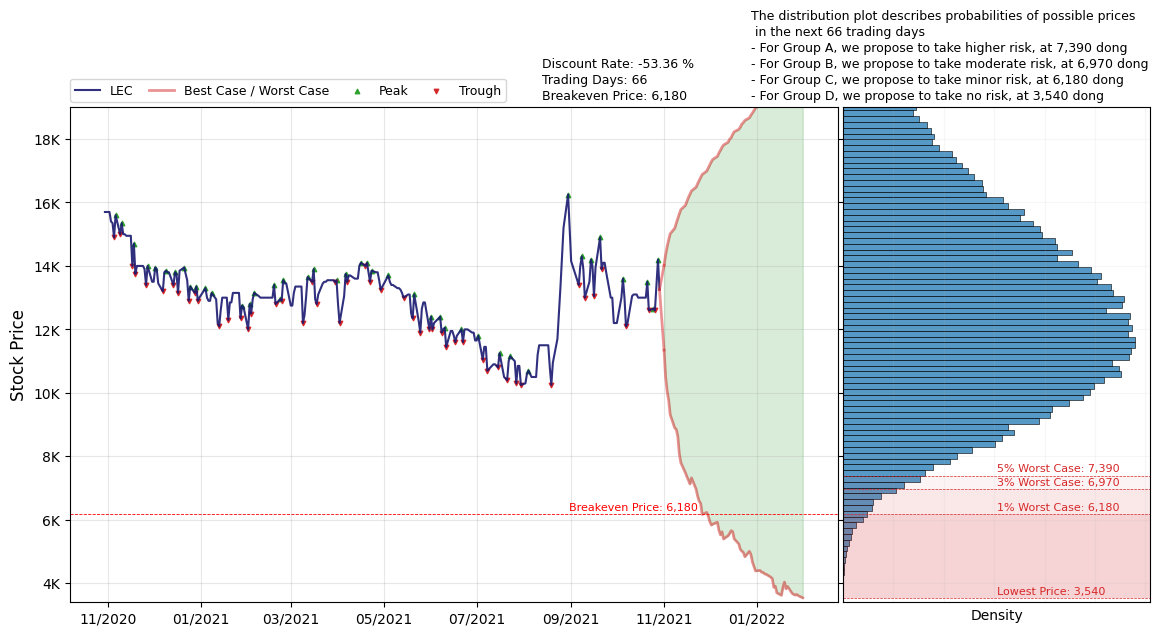 The distribution plot describes probabilities of possible prices
in the next 66 trading days
- For Group A, we propose to take higher risk, at 7,390 dong
- For Group B, we propose to take moderate risk, at 6,970 dong
- For Group C, we propose to take minor risk, at 6,180 dong
- For Group D, we propose to take no risk, at 3,540 dong
Discount Rate: -53.36 %
Trading Days: 66
Breakeven Price: 6,180
LEC
Best Case / Worst Case
Peak
Trough
Stock Price
18K
16K
14K
12K
10K
8K
6K
4K
Breakeven Price: 6,180
11/2020
01/2021
03/2021
05/2021
07/2021
09/2021
11/2021
01/2022
5% Worst Case: 7,390
3% Worst Case: 6,970
1% Worst Case: 6,180
Lowest Price: 3,540
Density